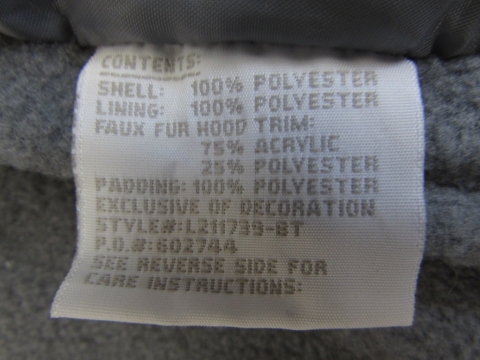 CONTENTS:
SHELL: 100% POLYESTER
LINING: 100% POLYESTER
FAUX FUR HOOD TRIM:
75% ACRYLIC
25% POLYESTER
PADDING: 100% POLYESTER
EXCLUSIVE OF DECORATION
STYLE#:L211739-BT
P.O.#:602744
SEE REVERSE SIDE FOR
CARE INSTRUCTIONS: